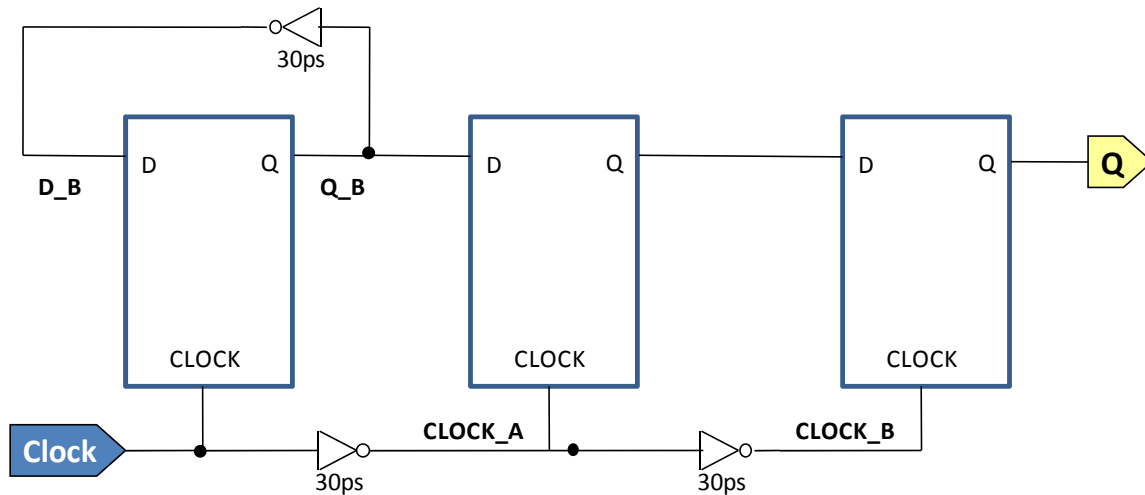 30ps
D Q D Q D Q Q
D_B Q_B
CLOCK CLOCK CLOCK
Clock CLOCK_A CLOCK_B
30ps 30ps